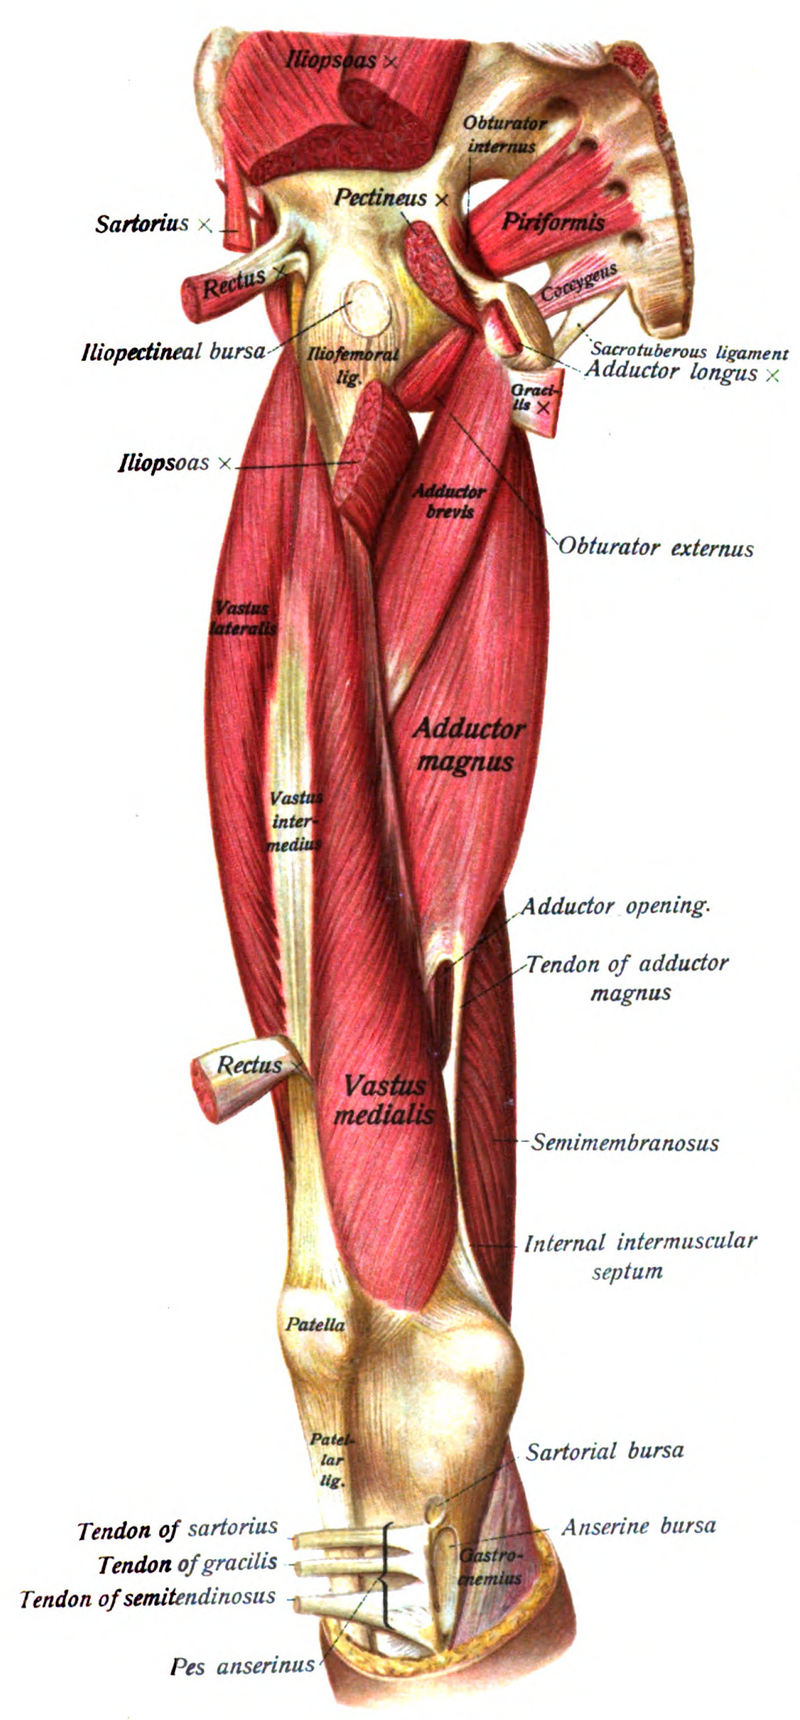 Iliopsoas ×
Obturator
internus
Pectineus ×
Sartorius ×
Piriformis
Rectus ×
Coccygeus
Iliopectineal bursa
Iliofemoral
lig.
Sacrotuberous ligament
Adductor longus ×
Graci-
lis ×
Iliopsoas ×
Adductor
brevis
Obturator externus
Vastus
lateralis
Adductor
magnus
Vastus
inter-
medius
Adductor opening.
Tendon of adductor
magnus
Rectus ×
Vastus
medialis
Semimembranosus
Internal intermuscular
septum
Patella
Patel-
lar
lig.
Sartorial bursa
Tendon of sartorius
Anserine bursa
Tendon of gracilis
Gastro-
cnemius
Tendon of semitendinosus
Pes anserinus